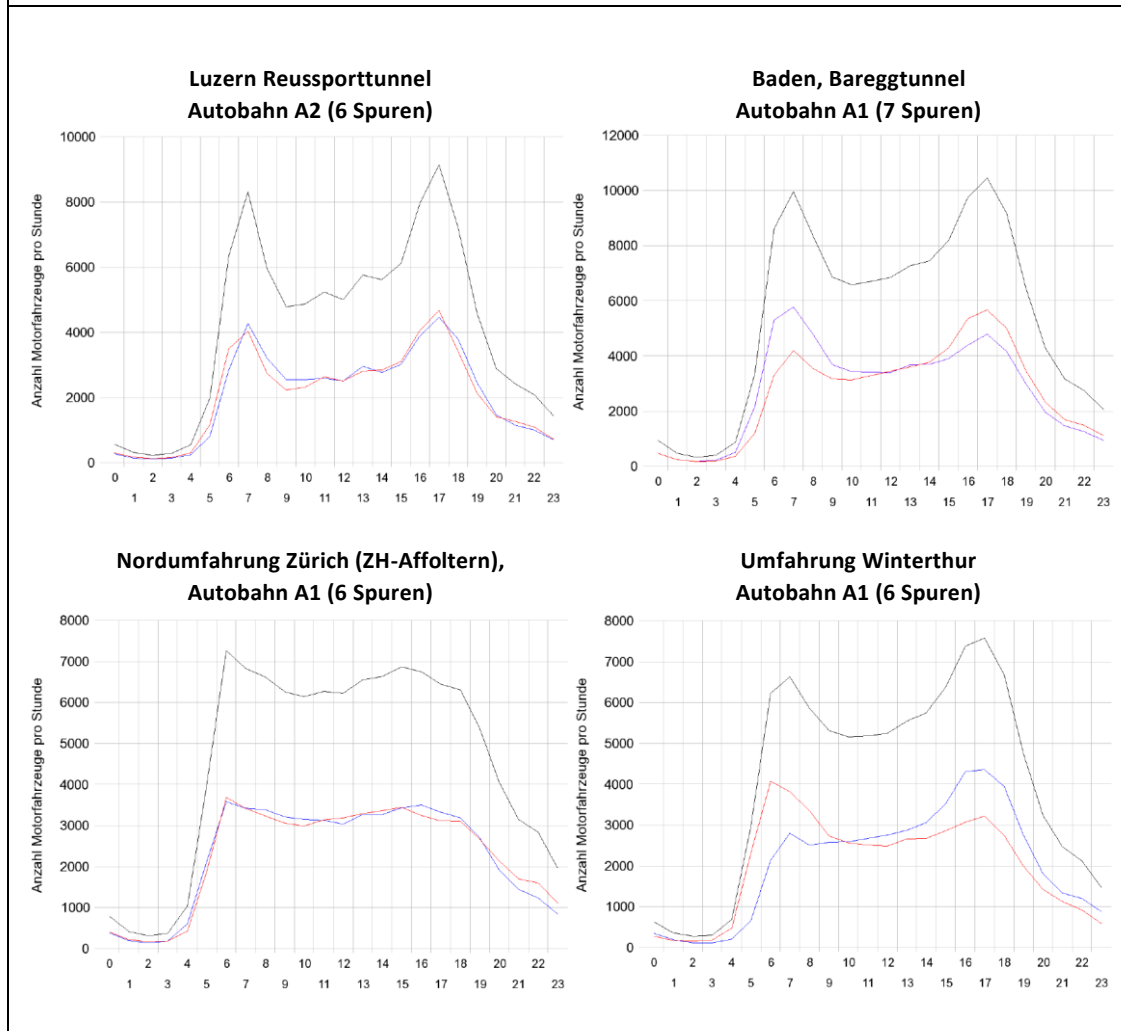 Luzern Reussporttunnel
Autobahn A2 (6 Spuren)
Anzahl Motorfahrzeuge pro Stunde
10000
8000
6000
4000
2000
0
0 2 4 6 8 10 12 14 16 18 20 22
1 3 5 7 9 11 13 15 17 19 21 23
Baden, Bareggtunnel
Autobahn A1 (7 Spuren)
Anzahl Motorfahrzeuge pro Stunde
12000
10000
8000
6000
4000
2000
0
0 2 4 6 8 10 12 14 16 18 20 22
1 3 5 7 9 11 13 15 17 19 21 23
Nordumfahrung Zürich (ZH-Affoltern),
Autobahn A1 (6 Spuren)
Anzahl Motorfahrzeuge pro Stunde
8000
7000
6000
5000
4000
3000
2000
1000
0
0 2 4 6 8 10 12 14 16 18 20 22
1 3 5 7 9 11 13 15 17 19 21 23
Umfahrung Winterthur
Autobahn A1 (6 Spuren)
Anzahl Motorfahrzeuge pro Stunde
8000
7000
6000
5000
4000
3000
2000
1000
0
0 2 4 6 8 10 12 14 16 18 20 22
1 3 5 7 9 11 13 15 17 19 21 23